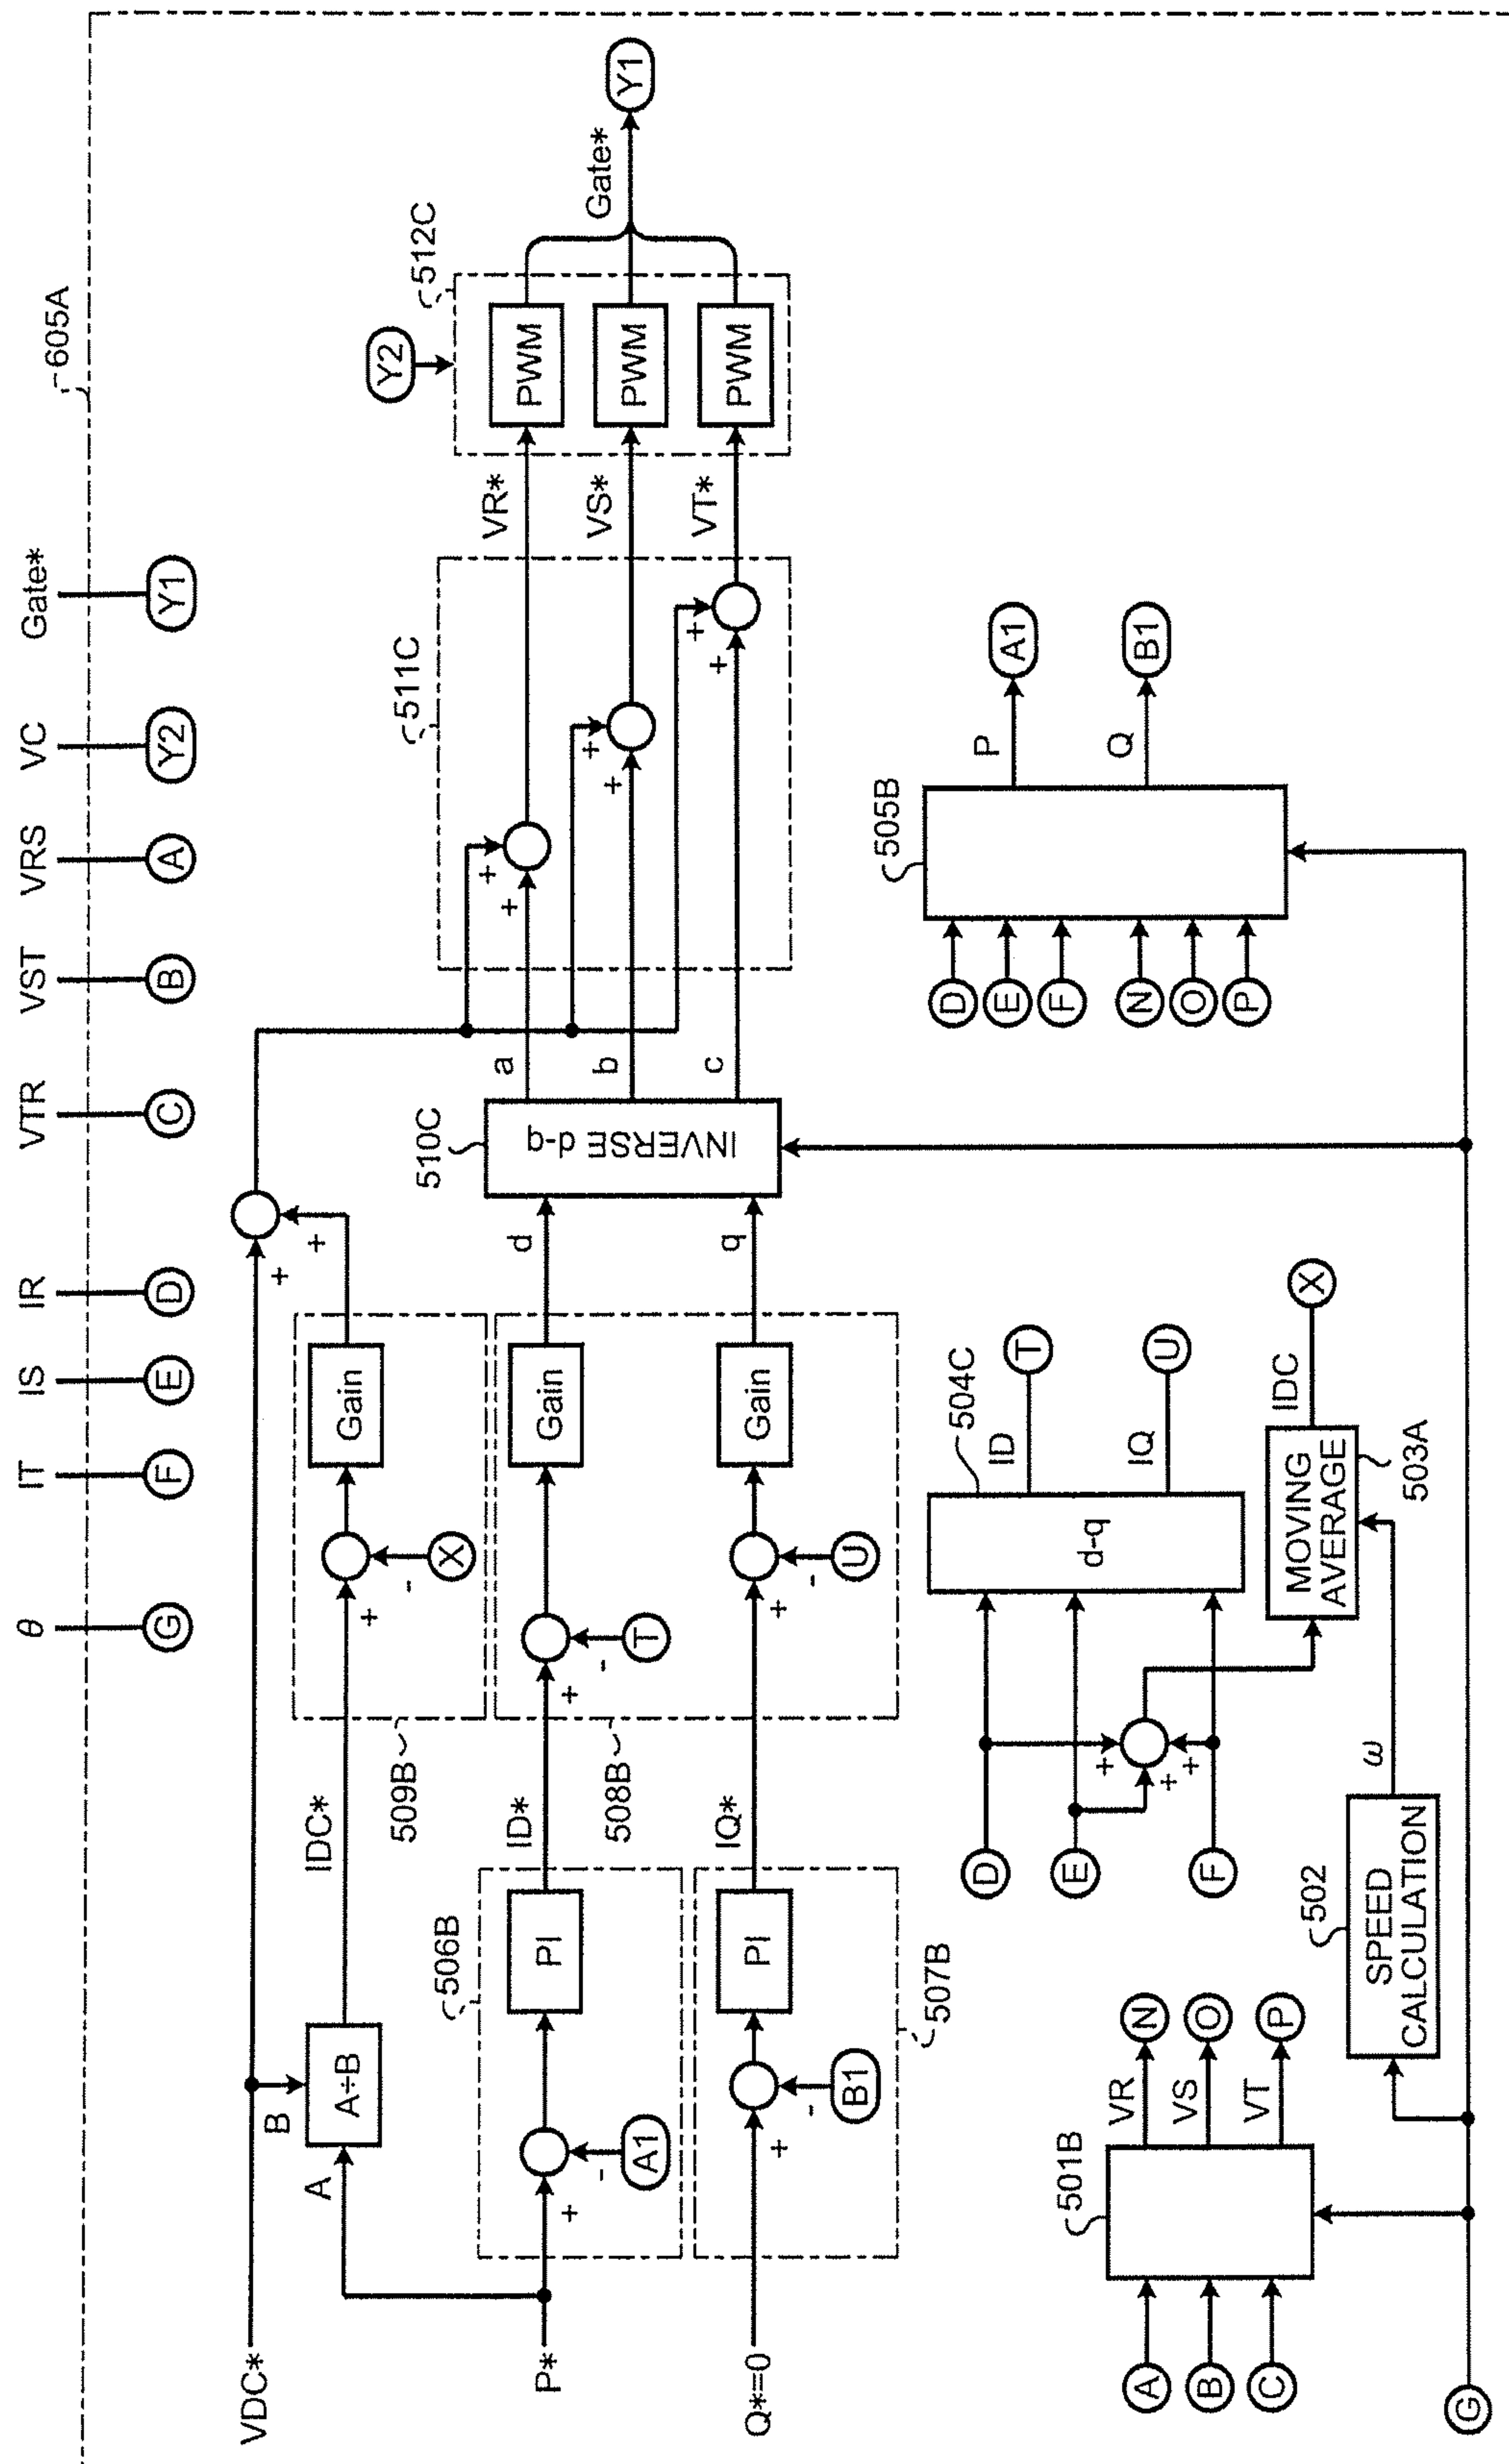 θ IT IS IR VTR VST VRS VC Gate*
G F E D C B A Y2 Y1
605A
VDC*
B
A
A÷B
IDC*
+
-
X
Gain
509B
+
+
P*
+
-
A1
PI
506B
ID*
+
-
T
Gain
508B
d
Q*=0
+
-
B1
PI
507B
IQ*
+
-
U
Gain
q
INVERSE d-q
510C
a
b
c
+
+
+
+
+
+
511C
VR*
VS*
VT*
Y2
PWM
PWM
PWM
512C
Gate*
Y1
A
B
C
501B
VR
VS
VT
N
O
P
D
E
F
+
+
+
d-q
504C
ID
IQ
T
U
SPEED
CALCULATION
502
ω
MOVING
AVERAGE
503A
IDC
X
D
E
F
N
O
P
505B
P
Q
A1
B1
G